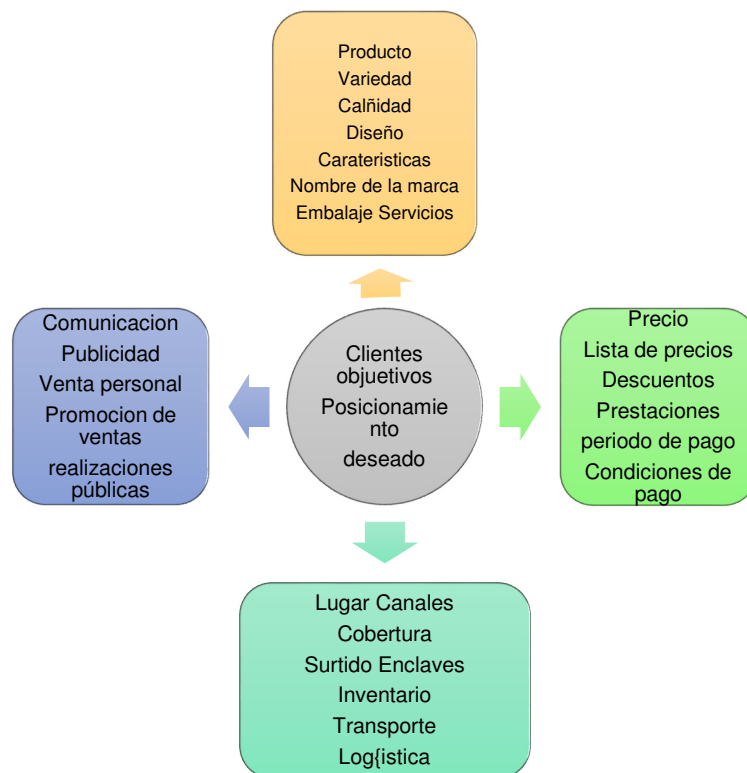 Producto
Variedad
Calñidad
Diseño
Carateristicas
Nombre de la marca
Embalaje Servicios
Comunicacion
Publicidad
Venta personal
Promocion de
ventas
realizaciones
públicas
Clientes
objuetivos
Posicionamie
nto
deseado
Precio
Lista de precios
Descuentos
Prestaciones
periodo de pago
Condiciones de
pago
Lugar Canales
Cobertura
Surtido Enclaves
Inventario
Transporte
Log{istica